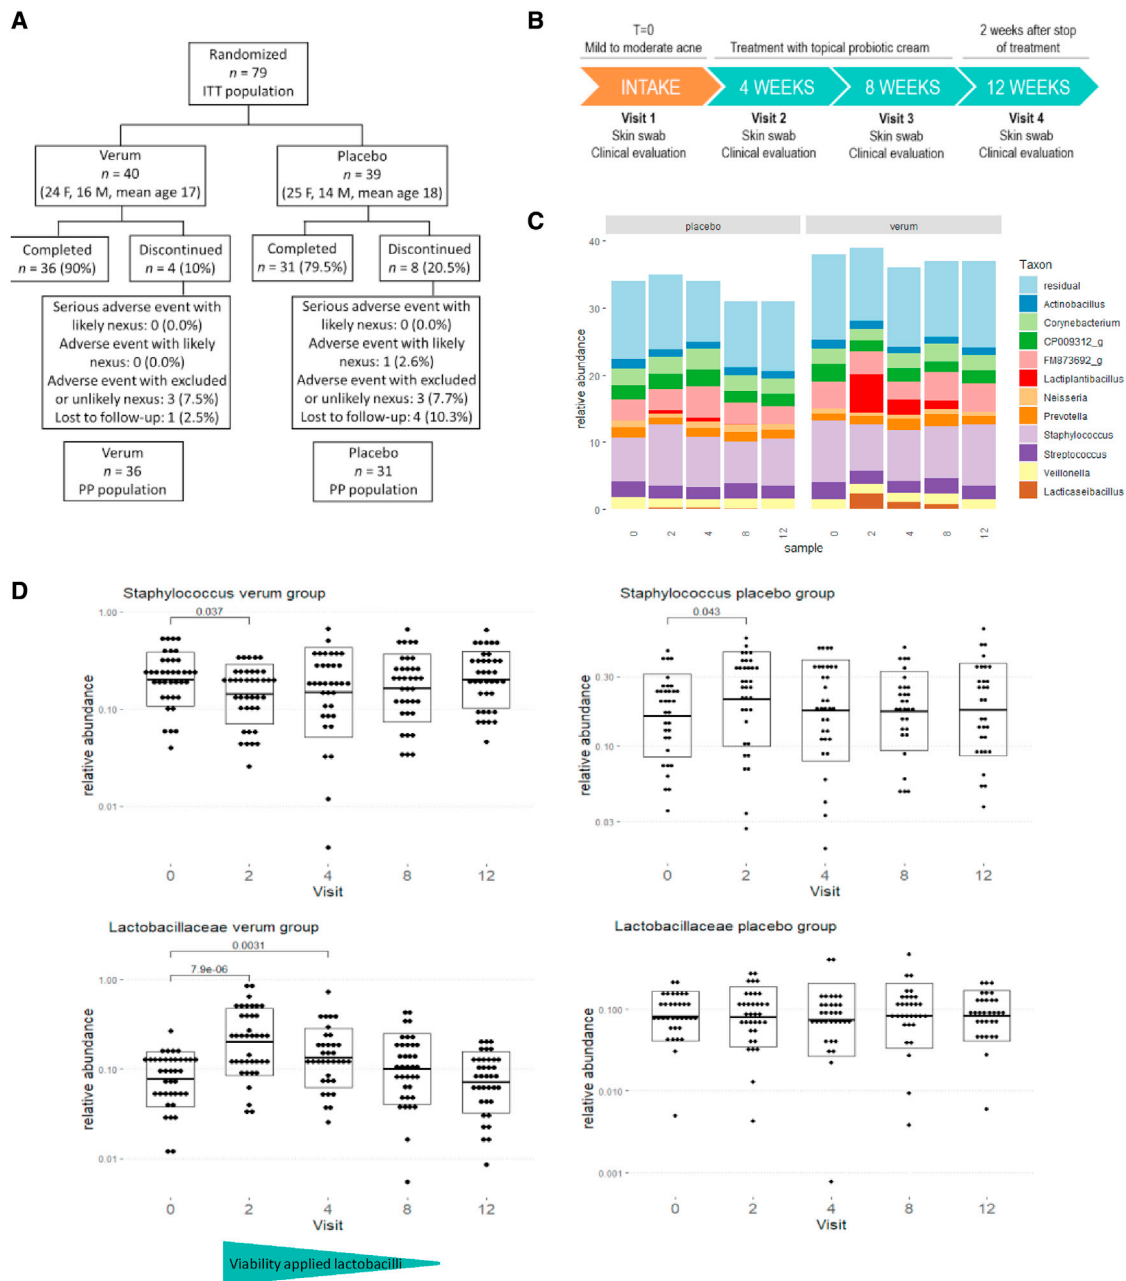 A
Randomized
n = 79
ITT population
Verum
n = 40
(24 F, 16 M, mean age 17)
Placebo
n = 39
(25 F, 14 M, mean age 18)
Completed
n = 36 (90%)
Discontinued
n = 4 (10%)
Completed
n = 31 (79.5%)
Discontinued
n = 8 (20.5%)
Serious adverse event with
likely nexus: 0 (0.0%)
Adverse event with likely
nexus: 0 (0.0%)
Adverse event with excluded
or unlikely nexus: 3 (7.5%)
Lost to follow-up: 1 (2.5%)
Serious adverse event with
likely nexus: 0 (0.0%)
Adverse event with likely
nexus: 1 (2.6%)
Adverse event with excluded
or unlikely nexus: 3 (7.7%)
Lost to follow-up: 4 (10.3%)
Verum
n = 36
PP population
Placebo
n = 31
PP population
B
T=0
Mild to moderate acne
Treatment with topical probiotic cream
2 weeks after stop
of treatment
INTAKE
4 WEEKS
8 WEEKS
12 WEEKS
Visit 1
Skin swab
Clinical evaluation
Visit 2
Skin swab
Clinical evaluation
Visit 3
Skin swab
Clinical evaluation
Visit 4
Skin swab
Clinical evaluation
C
placebo
verum
relative abundance
40
30
20
10
0
0 2 4 8 12
0 2 4 8 12
sample
Taxon
residual
Actinobacillus
Corynebacterium
CP009312_g
FM873692_g
Lactiplantibacillus
Neisseria
Prevotella
Staphylococcus
Streptococcus
Veillonella
Lacticaseibacillus
D
Staphylococcus verum group
relative abundance
1.00
0.10
0.01
0.037
0 2 4 8 12
Visit
Staphylococcus placebo group
relative abundance
0.30
0.10
0.03
0.043
0 2 4 8 12
Visit
Lactobacillaceae verum group
relative abundance
1.00
0.10
0.01
0.0031
7.9e-06
0 2 4 8 12
Visit
Lactobacillaceae placebo group
relative abundance
0.100
0.010
0.001
0 2 4 8 12
Visit
Viability applied lactobacilli